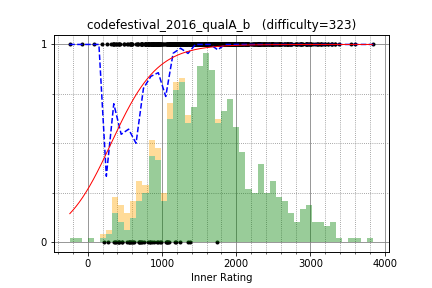 codefestival_2016_qualA_b   (difficulty=323)
1
0
0 1000 2000 3000 4000
Inner Rating